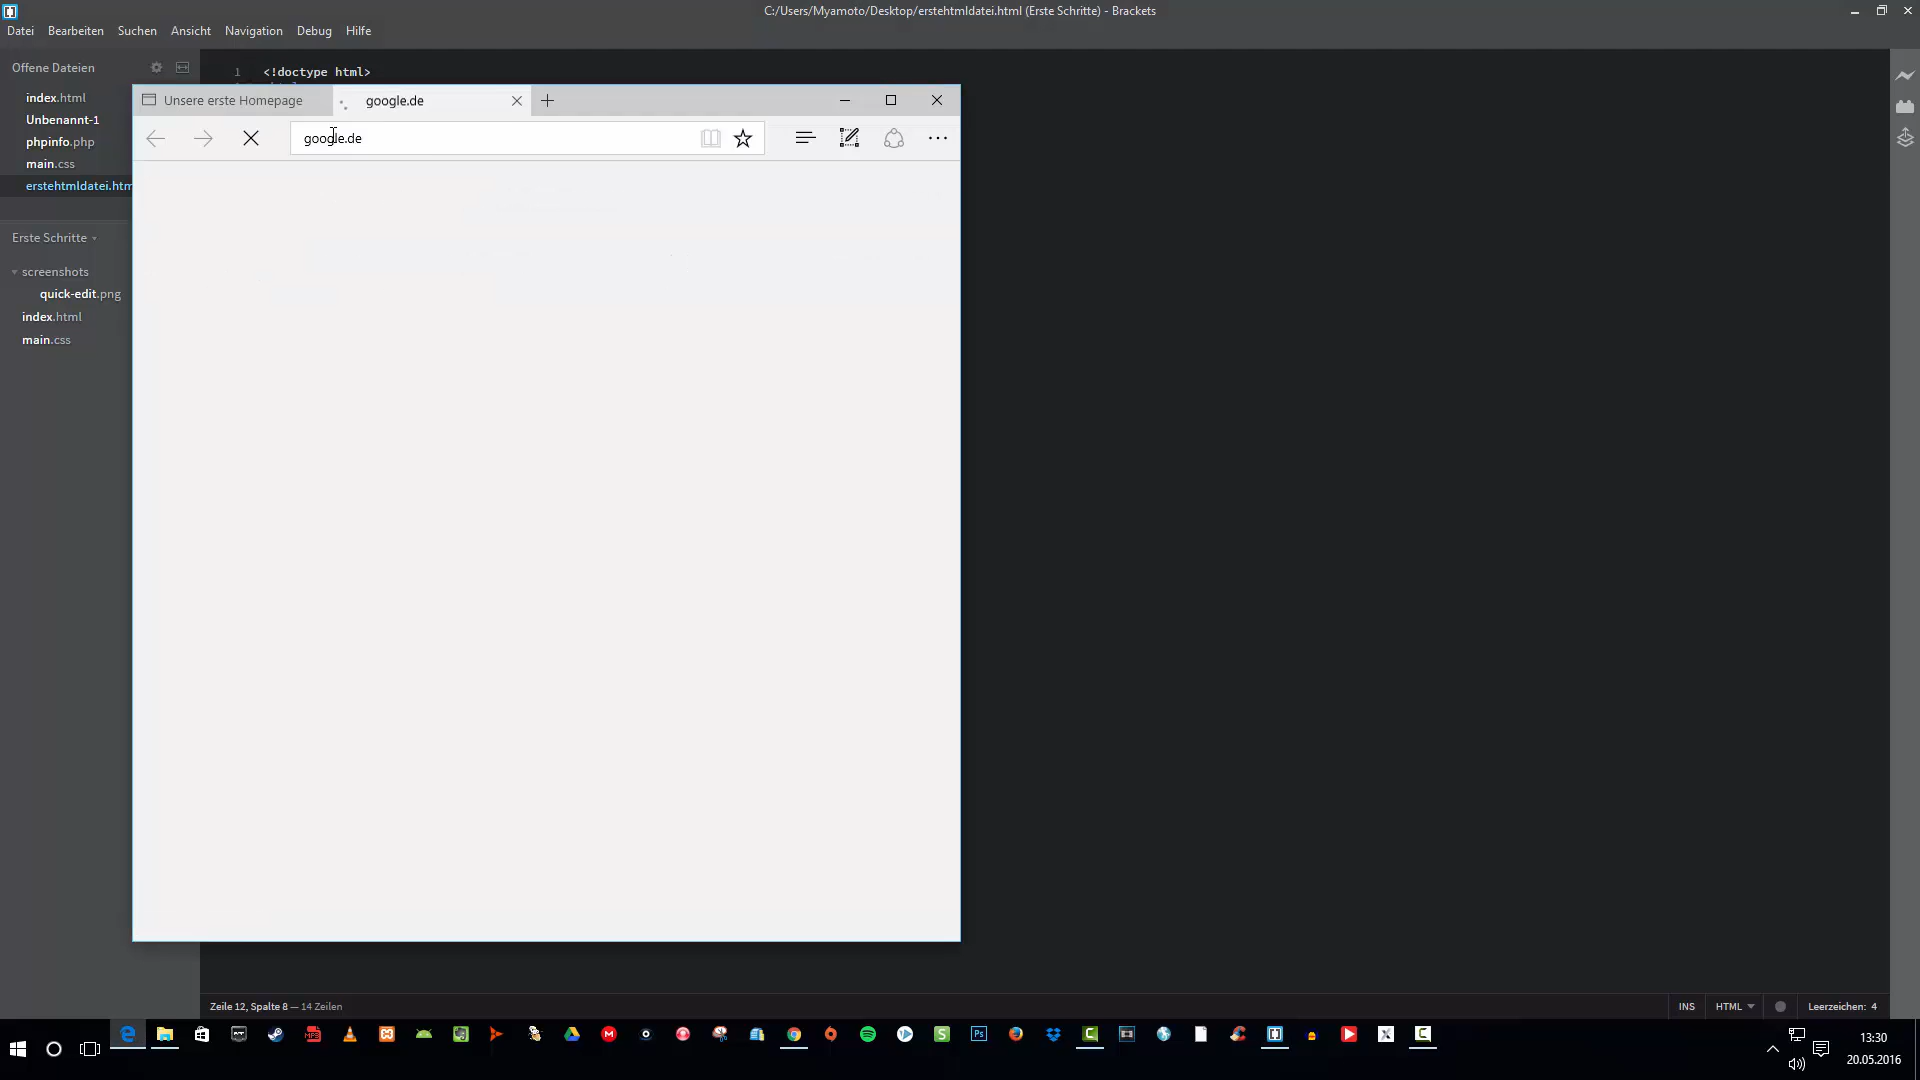 C:/Users/Myamoto/Desktop/erstehtmldatei.html (Erste Schritte) - Brackets
Datei Bearbeiten Suchen Ansicht Navigation Debug Hilfe
Offene Dateien
index.html
Unbenannt-1
phpinfo.php
main.css
erstehtmldatei.htm
Erste Schritte
screenshots
quick-edit.png
index.html
main.css
1 <!doctype html>
Unsere erste Homepage
google.de
google.de
Zeile 12, Spalte 8 — 14 Zeilen
INS HTML Leerzeichen: 4
13:30
20.05.2016